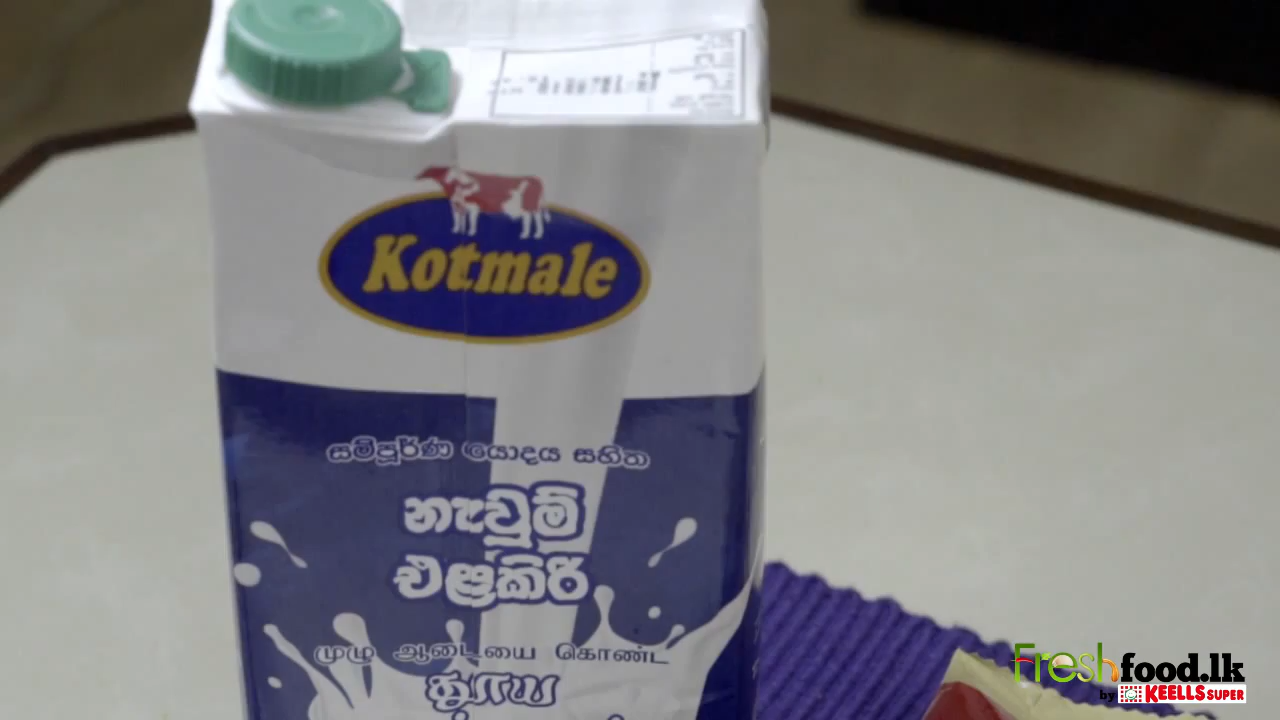 Kotmale
සම්පූර්ණ යොදය සහිත
නැවුම්
එළකිරි
முழு ஆடையை கொண்ட
தூய
Freshfood.lk
by KEELLS SUPER